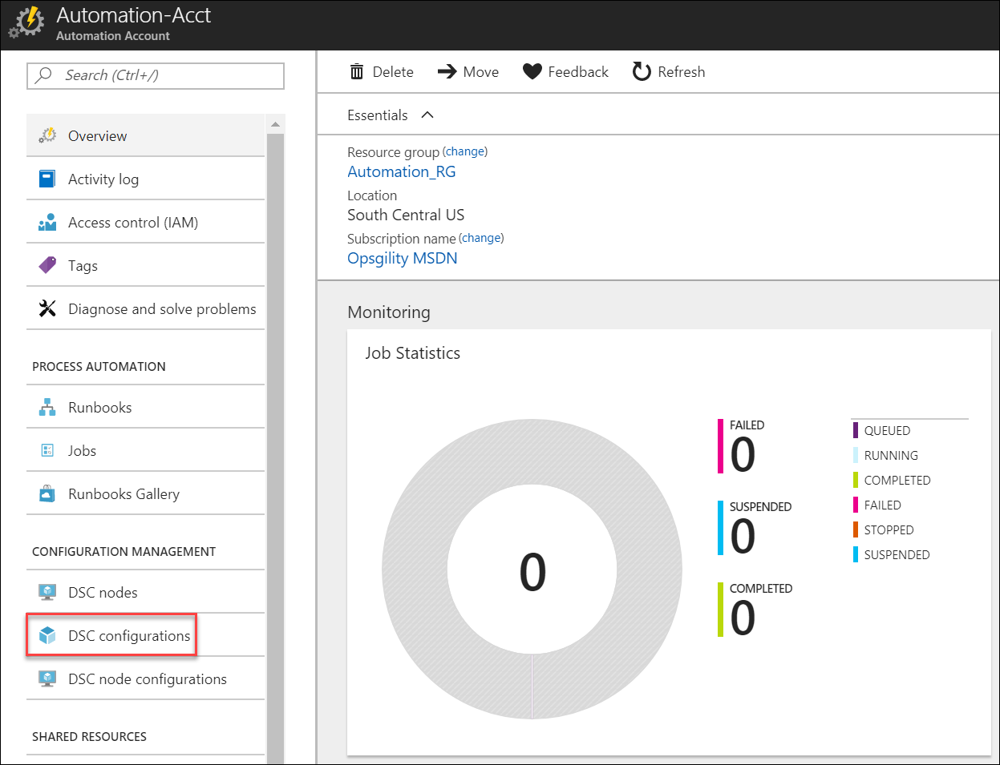 Automation-Acct
Automation Account
Search (Ctrl+/)
Overview
Activity log
Access control (IAM)
Tags
Diagnose and solve problems
PROCESS AUTOMATION
Runbooks
Jobs
Runbooks Gallery
CONFIGURATION MANAGEMENT
DSC nodes
DSC configurations
DSC node configurations
SHARED RESOURCES
Delete Move Feedback Refresh
Essentials
Resource group (change)
Automation_RG
Location
South Central US
Subscription name (change)
Opsgility MSDN
Monitoring
Job Statistics
0
FAILED
0
SUSPENDED
0
COMPLETED
0
QUEUED
RUNNING
COMPLETED
FAILED
STOPPED
SUSPENDED